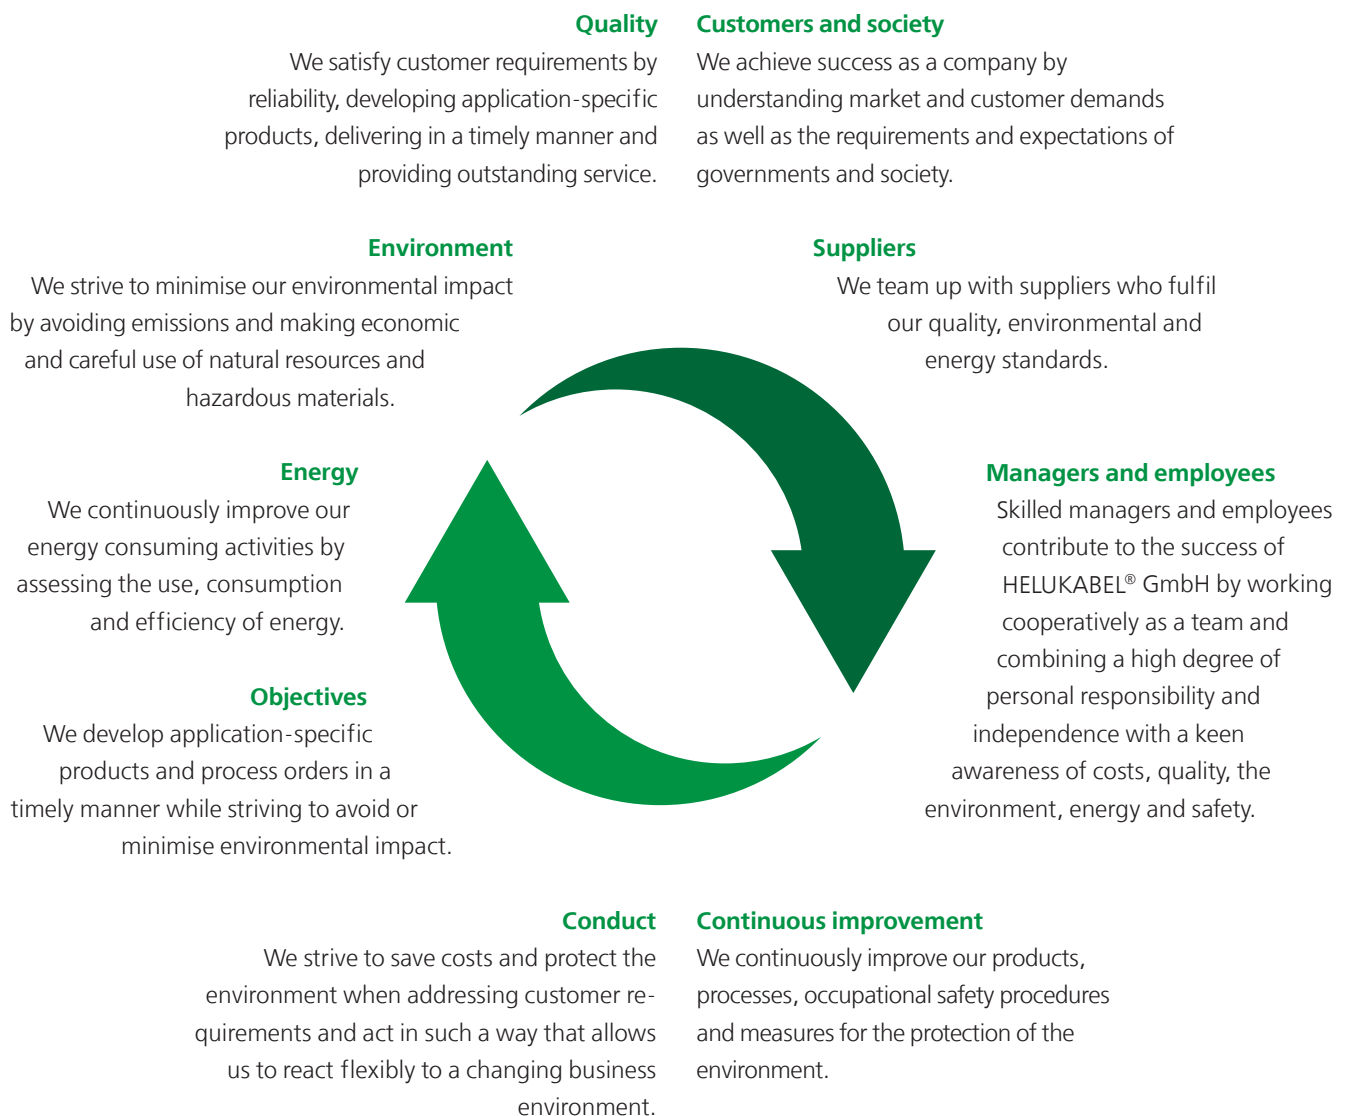 Quality
We satisfy customer requirements by
reliability, developing application-specific
products, delivering in a timely manner and
providing outstanding service.
Customers and society
We achieve success as a company by
understanding market and customer demands
as well as the requirements and expectations of
governments and society.
Environment
We strive to minimise our environmental impact
by avoiding emissions and making economic
and careful use of natural resources and
hazardous materials.
Suppliers
We team up with suppliers who fulfil
our quality, environmental and
energy standards.
Energy
We continuously improve our
energy consuming activities by
assessing the use, consumption
and efficiency of energy.
Managers and employees
Skilled managers and employees
contribute to the success of
HELUKABEL® GmbH by working
cooperatively as a team and
combining a high degree of
personal responsibility and
independence with a keen
awareness of costs, quality, the
environment, energy and safety.
Objectives
We develop application-specific
products and process orders in a
timely manner while striving to avoid or
minimise environmental impact.
Conduct
We strive to save costs and protect the
environment when addressing customer re-
quirements and act in such a way that allows
us to react flexibly to a changing business
environment.
Continuous improvement
We continuously improve our products,
processes, occupational safety procedures
and measures for the protection of the
environment.